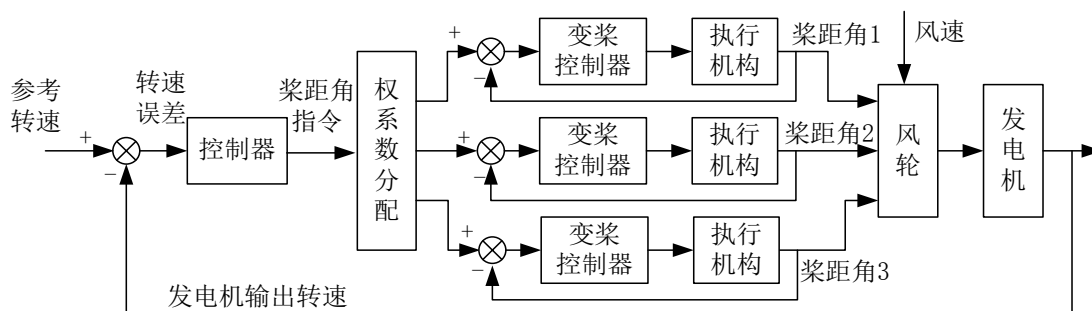 参考
转速
+
−
转速
误差
控制器
桨距角
指令
权
系
数
分
配
+
−
变桨
控制器
执行
机构
桨距角1
+
−
变桨
控制器
执行
机构
桨距角2
+
−
变桨
控制器
执行
机构
桨距角3
风速
风
轮
发
电
机
发电机输出转速